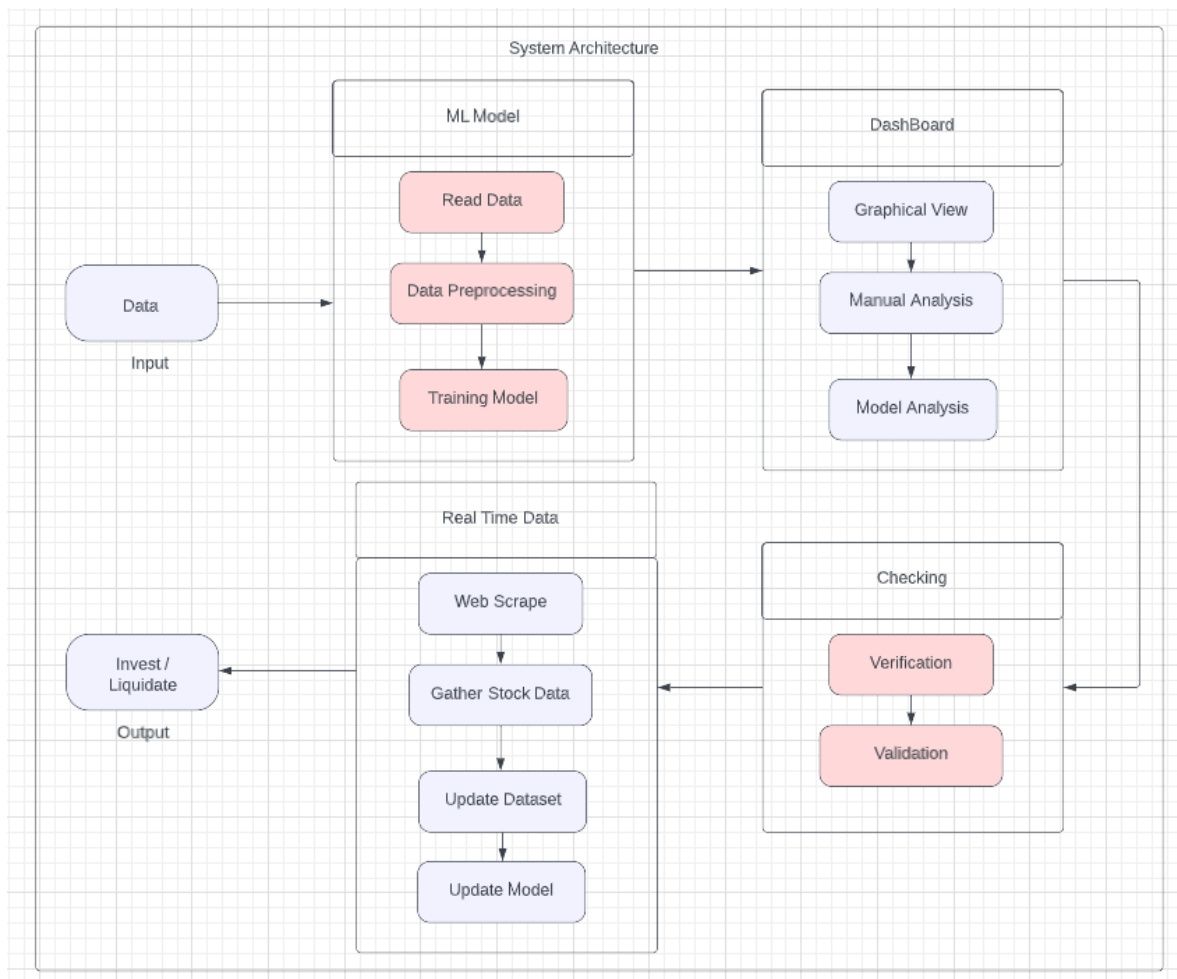 System Architecture
ML Model
Read Data
Data Preprocessing
Training Model
DashBoard
Graphical View
Manual Analysis
Model Analysis
Data
Input
Real Time Data
Web Scrape
Gather Stock Data
Update Dataset
Update Model
Checking
Verification
Validation
Invest /
Liquidate
Output